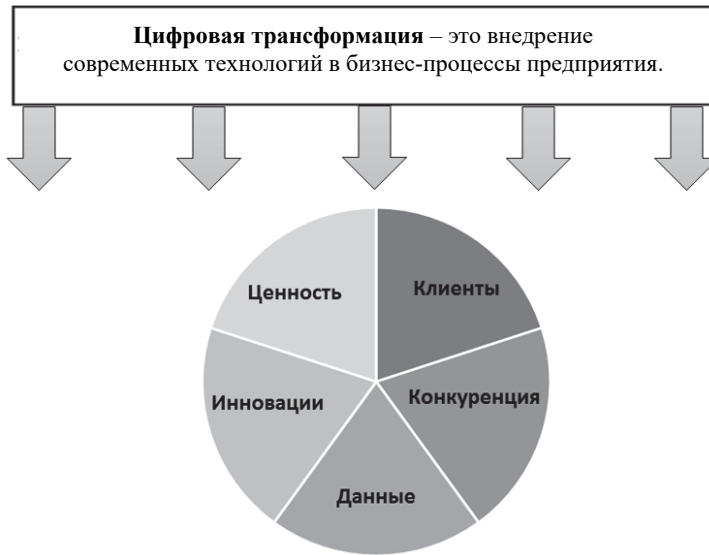 Цифровая трансформация – это внедрение
современных технологий в бизнес-процессы предприятия.
Ценность
Клиенты
Инновации
Конкуренция
Данные